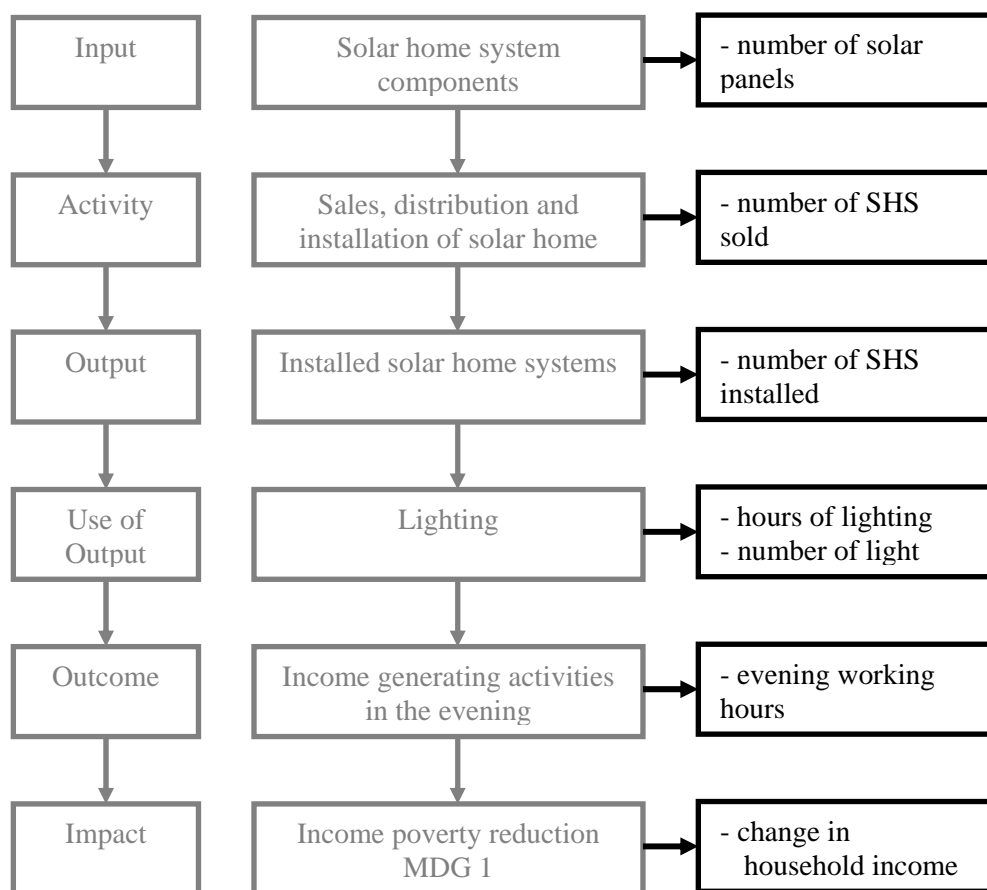 Input
Solar home system
components
- number of solar
panels
Activity
Sales, distribution and
installation of solar home
- number of SHS
sold
Output
Installed solar home systems
- number of SHS
installed
Use of
Output
Lighting
- hours of lighting
- number of light
Outcome
Income generating activities
in the evening
- evening working
hours
Impact
Income poverty reduction
MDG 1
- change in
household income